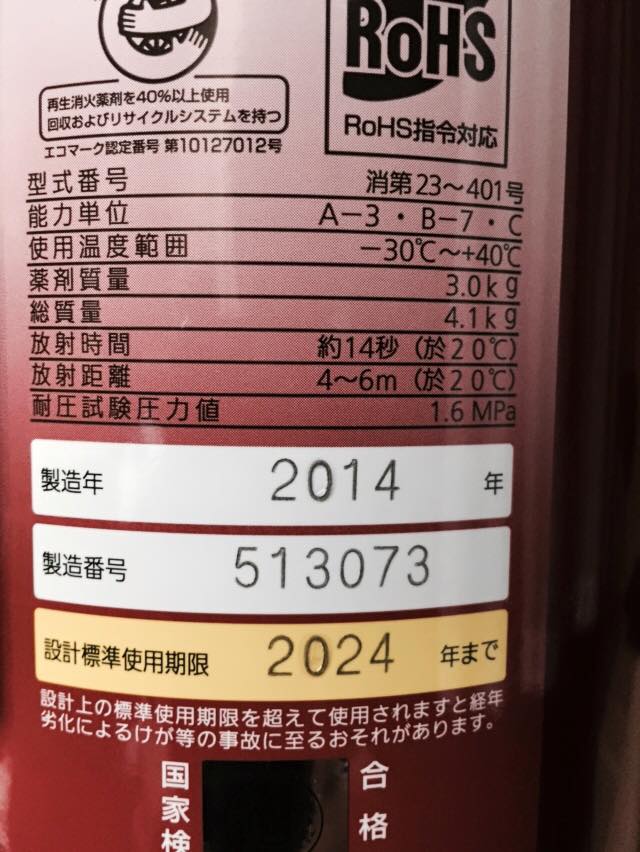 RoHS
再生消火薬剤を40%以上使用
回収およびリサイクルシステムを持つ
エコマーク認定番号 第10127012号
RoHS指令対応
型式番号 消第23～401号
能力単位 A－3・B－7・C
使用温度範囲 －30℃～+40℃
薬剤質量 3.0kg
総質量 4.1kg
放射時間 約14秒（於20℃）
放射距離 4～6m（於20℃）
耐圧試験圧力値 1.6 MPa
製造年 2014 年
製造番号 513073
設計標準使用期限 2024 年まで
設計上の標準使用期限を超えて使用されますと経年
劣化によるけが等の事故に至るおそれがあります。
国家検
合格